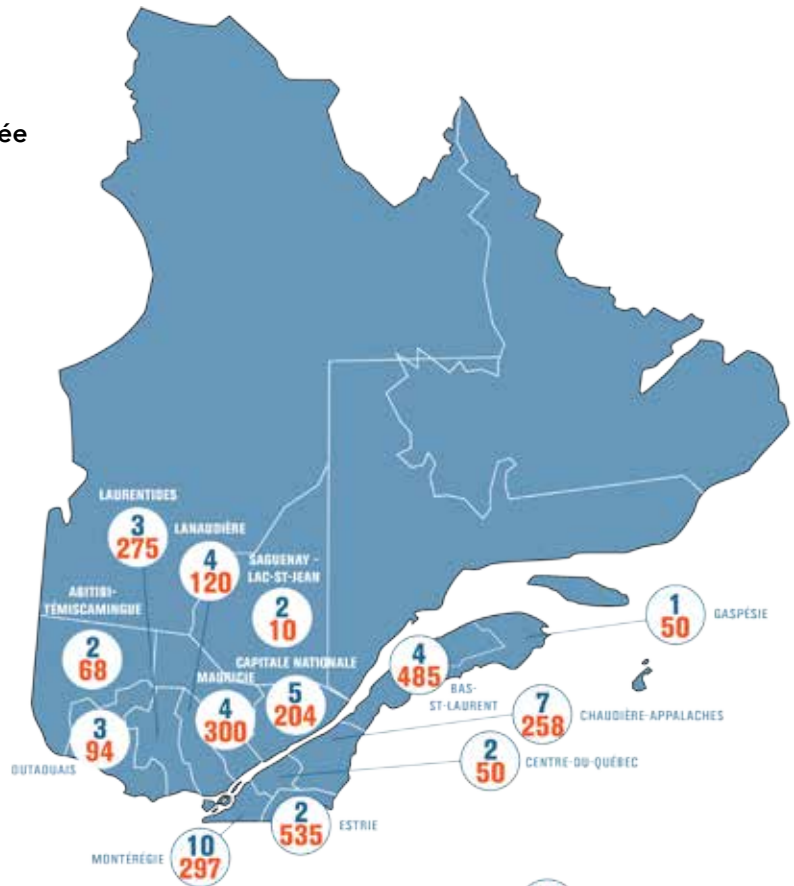 ée
LAURENTIDES
3
275
LANAUDIÈRE
4
120
SAGUENAY -
LAC-ST-JEAN
2
10
ABITIBI-
TÉMISCAMINGUE
2
68
1
50
GASPÉSIE
CAPITALE NATIONALE
5
204
MAURICIE
4
300
4
485
BAS-
ST-LAURENT
3
94
OUTAOUAIS
7
258
CHAUDIÈRE-APPALACHES
2
50
CENTRE-DU-QUÉBEC
2
535
ESTRIE
MONTÉRÉGIE
10
297